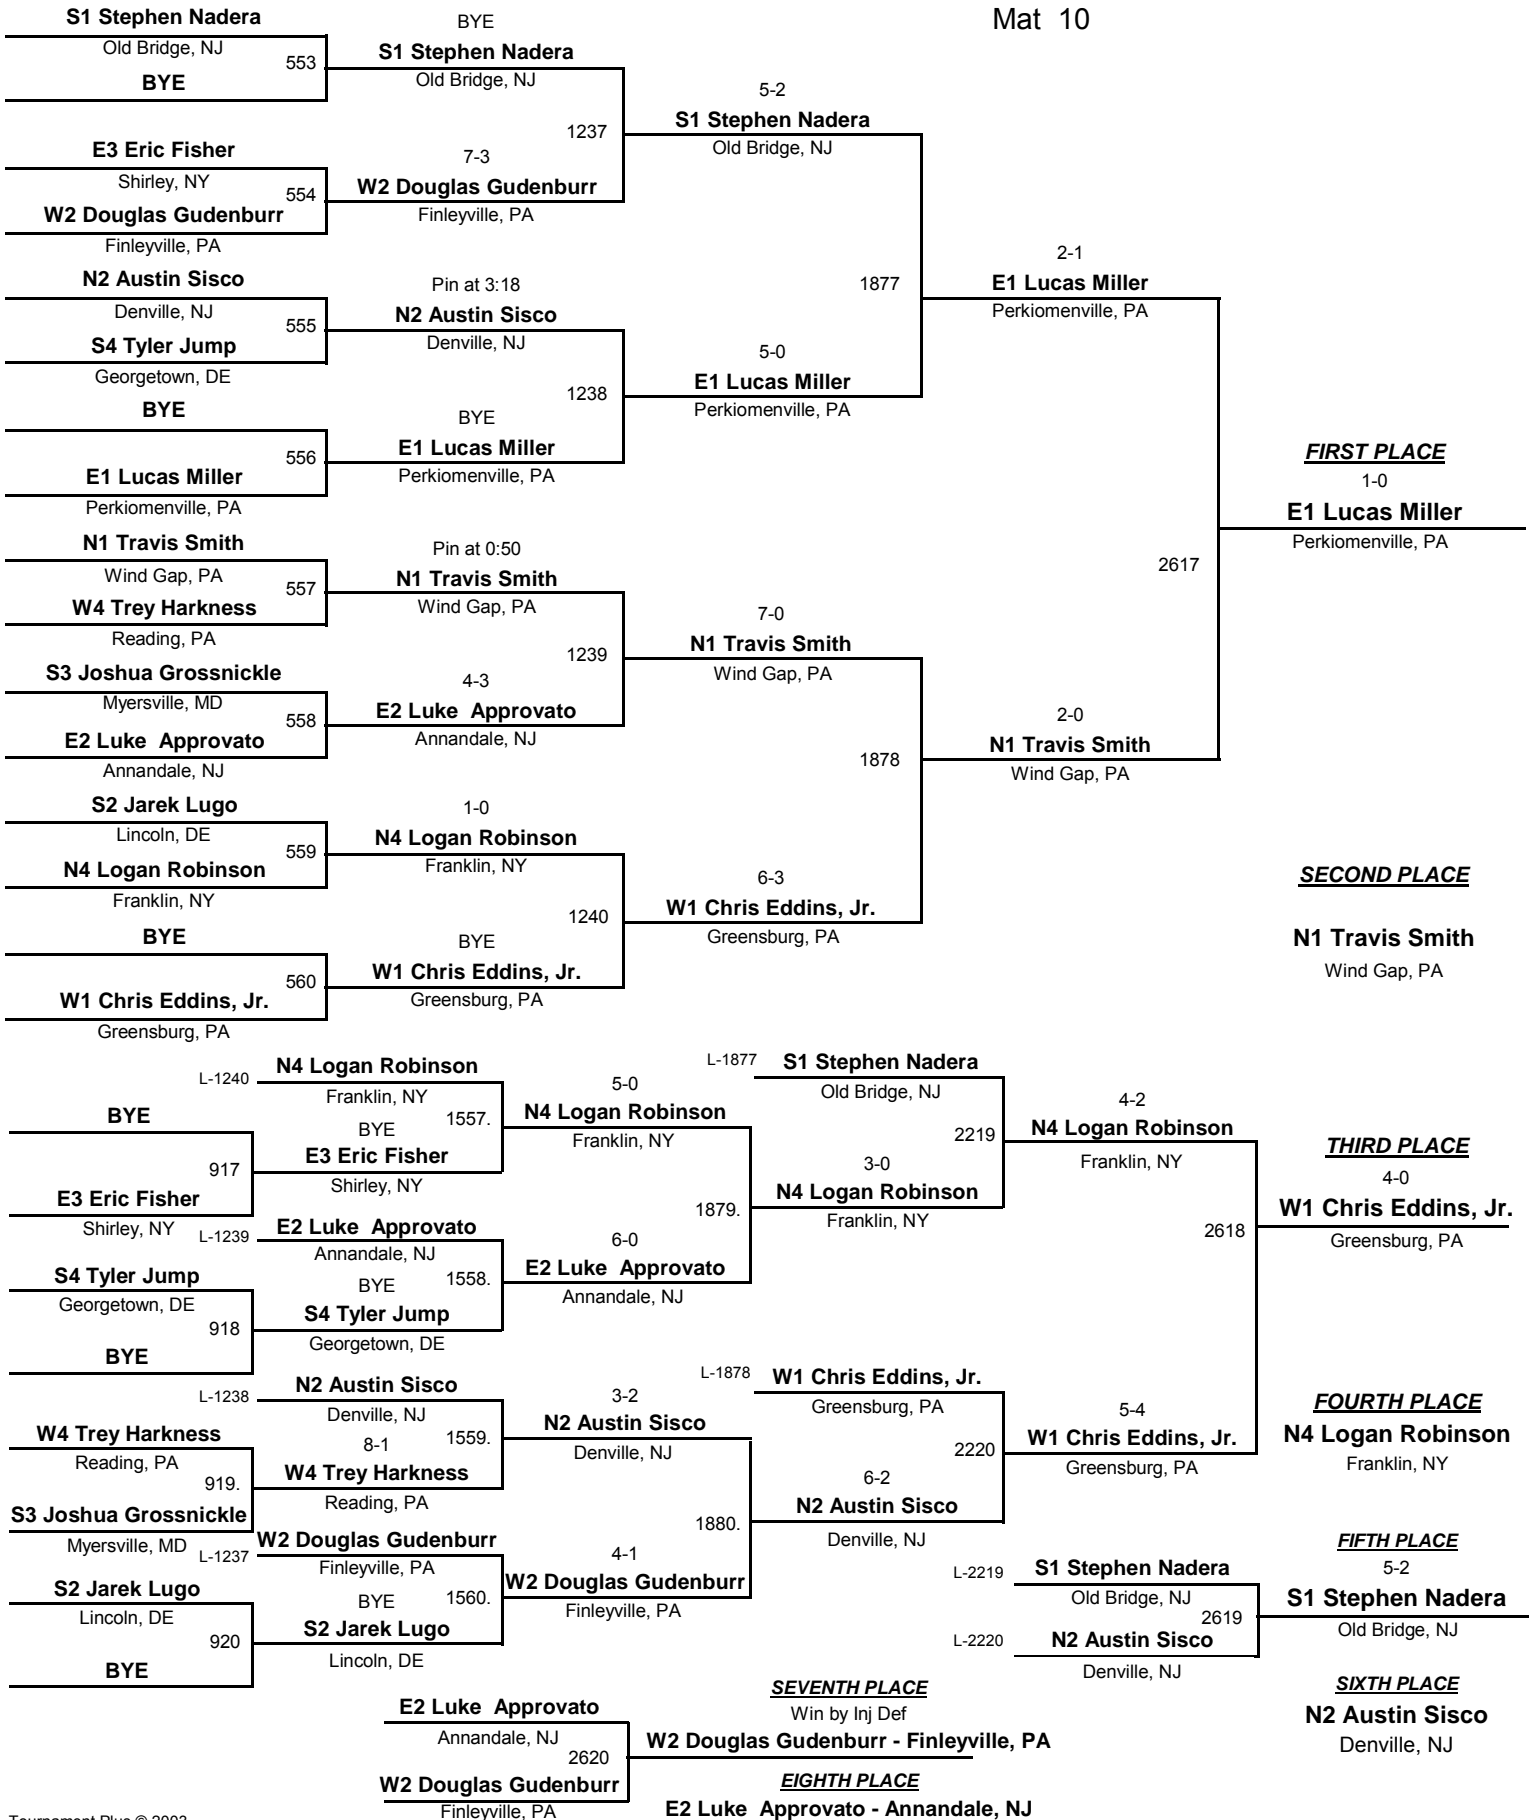 Mat 10
S1 Stephen Nadera
Old Bridge, NJ
553
BYE
E3 Eric Fisher
Shirley, NY
554
W2 Douglas Gudenburr
Finleyville, PA
N2 Austin Sisco
Denville, NJ
555
S4 Tyler Jump
Georgetown, DE
BYE
556
E1 Lucas Miller
Perkiomenville, PA
N1 Travis Smith
Wind Gap, PA
557
W4 Trey Harkness
Reading, PA
S3 Joshua Grossnickle
Myersville, MD
558
E2 Luke Approvato
Annandale, NJ
S2 Jarek Lugo
Lincoln, DE
559
N4 Logan Robinson
Franklin, NY
BYE
560
W1 Chris Eddins, Jr.
Greensburg, PA
BYE
S1 Stephen Nadera
Old Bridge, NJ
1237
7-3
W2 Douglas Gudenburr
Finleyville, PA
Pin at 3:18
N2 Austin Sisco
Denville, NJ
1238
BYE
E1 Lucas Miller
Perkiomenville, PA
Pin at 0:50
N1 Travis Smith
Wind Gap, PA
1239
4-3
E2 Luke Approvato
Annandale, NJ
1-0
N4 Logan Robinson
Franklin, NY
1240
BYE
W1 Chris Eddins, Jr.
Greensburg, PA
5-2
S1 Stephen Nadera
Old Bridge, NJ
1877
5-0
E1 Lucas Miller
Perkiomenville, PA
7-0
N1 Travis Smith
Wind Gap, PA
1878
6-3
W1 Chris Eddins, Jr.
Greensburg, PA
2-1
E1 Lucas Miller
Perkiomenville, PA
2617
2-0
N1 Travis Smith
Wind Gap, PA
FIRST PLACE
1-0
E1 Lucas Miller
Perkiomenville, PA
SECOND PLACE
N1 Travis Smith
Wind Gap, PA
BYE
917
E3 Eric Fisher
Shirley, NY
S4 Tyler Jump
Georgetown, DE
918
BYE
W4 Trey Harkness
Reading, PA
919.
S3 Joshua Grossnickle
Myersville, MD
S2 Jarek Lugo
Lincoln, DE
920
BYE
L-1240
N4 Logan Robinson
Franklin, NY
1557.
BYE
E3 Eric Fisher
Shirley, NY
L-1239
E2 Luke Approvato
Annandale, NJ
1558.
BYE
S4 Tyler Jump
Georgetown, DE
L-1238
N2 Austin Sisco
Denville, NJ
1559.
8-1
W4 Trey Harkness
Reading, PA
L-1237
W2 Douglas Gudenburr
Finleyville, PA
1560.
BYE
S2 Jarek Lugo
Lincoln, DE
5-0
N4 Logan Robinson
Franklin, NY
1879.
6-0
E2 Luke Approvato
Annandale, NJ
3-2
N2 Austin Sisco
Denville, NJ
1880.
4-1
W2 Douglas Gudenburr
Finleyville, PA
L-1877
S1 Stephen Nadera
Old Bridge, NJ
2219
3-0
N4 Logan Robinson
Franklin, NY
L-1878
W1 Chris Eddins, Jr.
Greensburg, PA
2220
6-2
N2 Austin Sisco
Denville, NJ
4-2
N4 Logan Robinson
Franklin, NY
2618
5-4
W1 Chris Eddins, Jr.
Greensburg, PA
THIRD PLACE
4-0
W1 Chris Eddins, Jr.
Greensburg, PA
FOURTH PLACE
N4 Logan Robinson
Franklin, NY
L-2219
S1 Stephen Nadera
Old Bridge, NJ
2619
L-2220
N2 Austin Sisco
Denville, NJ
FIFTH PLACE
5-2
S1 Stephen Nadera
Old Bridge, NJ
SIXTH PLACE
N2 Austin Sisco
Denville, NJ
E2 Luke Approvato
Annandale, NJ
2620
W2 Douglas Gudenburr
Finleyville, PA
SEVENTH PLACE
Win by Inj Def
W2 Douglas Gudenburr - Finleyville, PA
EIGHTH PLACE
E2 Luke Approvato - Annandale, NJ
Tournament Plus © 2003